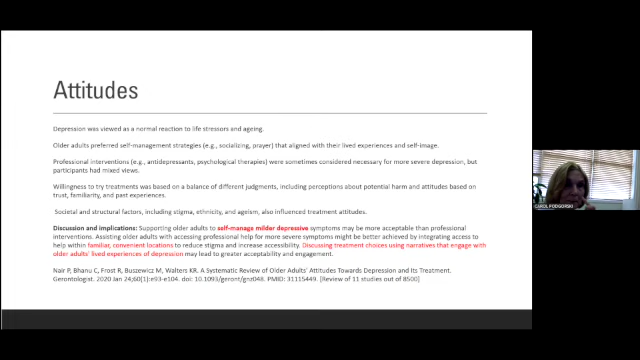 Attitudes
Depression was viewed as a normal reaction to life stressors and ageing.
Older adults preferred self-management strategies (e.g., socializing, prayer) that aligned with their lived experiences and self-image.
Professional interventions (e.g., antidepressants, psychological therapies) were sometimes considered necessary for more severe depression, but
participants had mixed views.
Willingness to try treatments was based on a balance of different judgments, including perceptions about potential harm and attitudes based on
trust, familiarity, and past experiences.
Societal and structural factors, including stigma, ethnicity, and ageism, also influenced treatment attitudes.
Discussion and implications: Supporting older adults to self-manage milder depressive symptoms may be more acceptable than professional
interventions. Assisting older adults with accessing professional help for more severe symptoms might be better achieved by integrating access to
help within familiar, convenient locations to reduce stigma and increase accessibility. Discussing treatment choices using narratives that engage with
older adults' lived experiences of depression may lead to greater acceptability and engagement.
Nair P, Bhanu C, Frost R, Buszewicz M, Walters KR. A Systematic Review of Older Adults' Attitudes Towards Depression and its Treatment.
Gerontologist. 2020 Jan 24;60(1):e93-e104. doi: 10.1093/geront/gnz048. PMID: 31115449. [Review of 11 studies out of 8500]
CAROL PODGORSKI